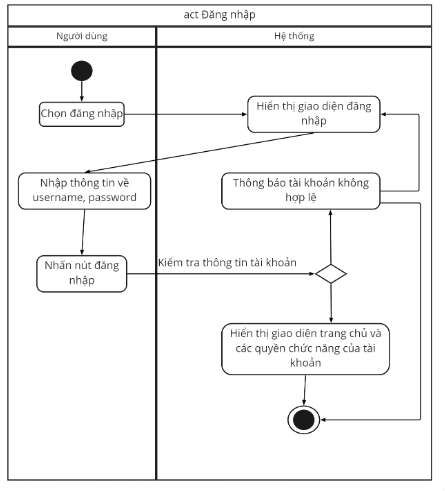 act Đăng nhập
Người dùng
Hệ thống
Chọn đăng nhập
Hiển thị giao diện đăng
nhập
Nhập thông tin về
username, password
Thông báo tài khoản không
hợp lệ
Nhấn nút đăng
nhập
Kiểm tra thông tin tài khoản
Hiển thị giao diện trang chủ và
các quyền chức năng của tài
khoản